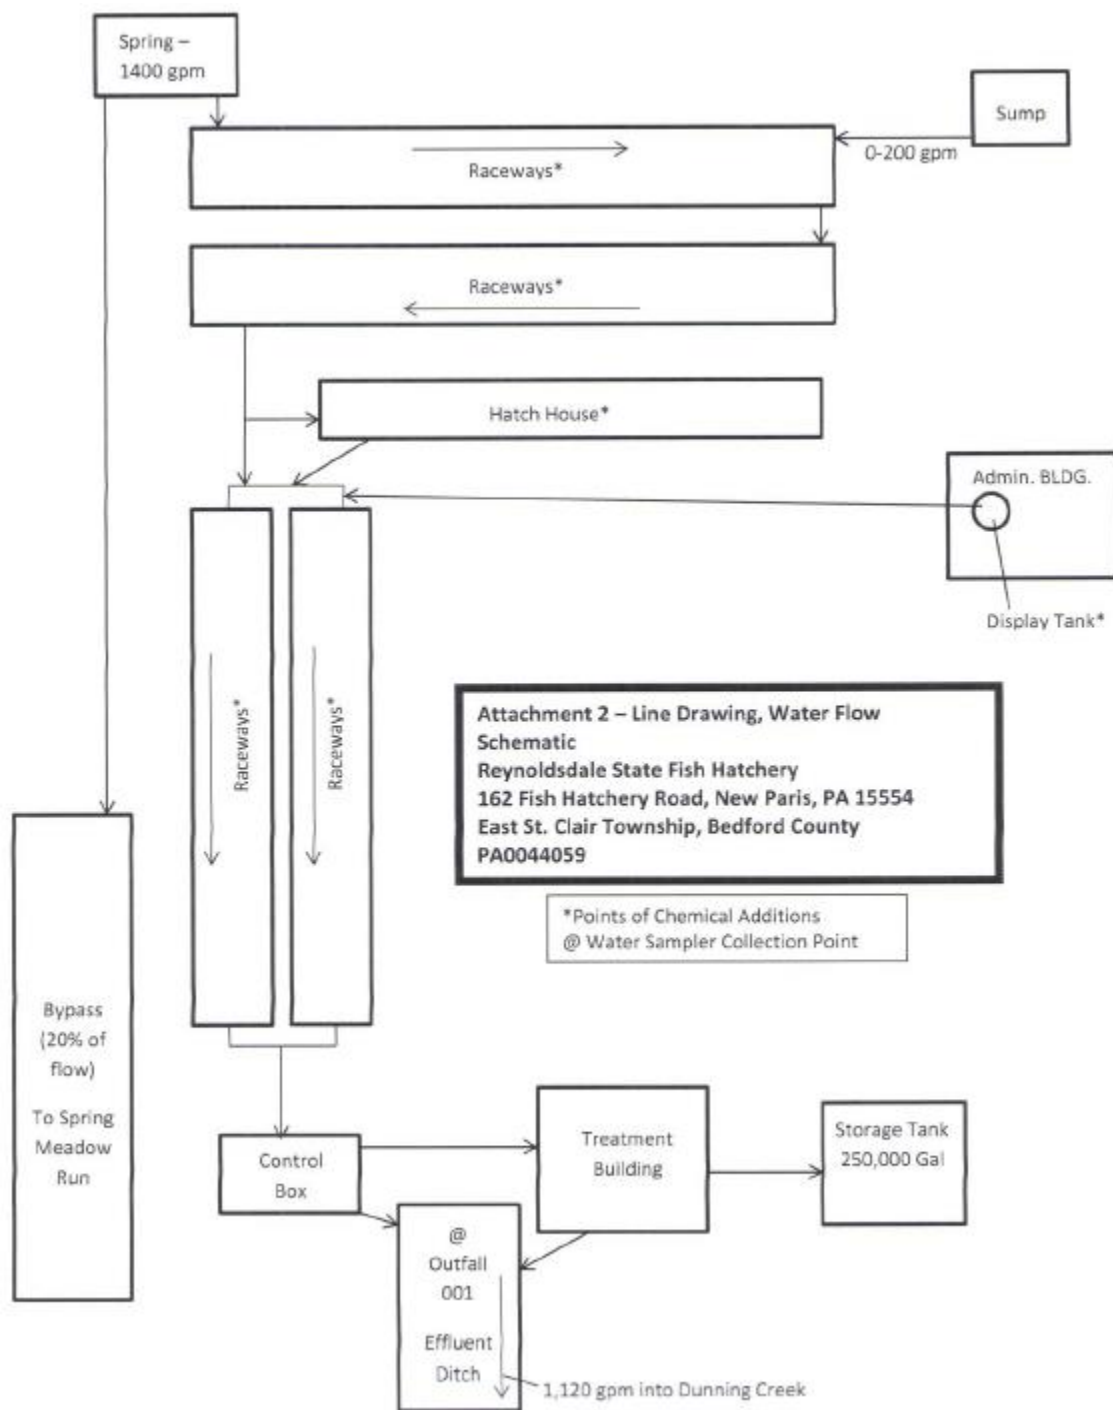 Spring –
1400 gpm
Sump
0-200 gpm
Raceways*
Raceways*
Hatch House*
Admin. BLDG.
Display Tank*
Raceways*
Raceways*
Attachment 2 – Line Drawing, Water Flow
Schematic
Reynoldsdale State Fish Hatchery
162 Fish Hatchery Road, New Paris, PA 15554
East St. Clair Township, Bedford County
PA0044059
*Points of Chemical Additions
@ Water Sampler Collection Point
Bypass
(20% of
flow)
To Spring
Meadow
Run
Control
Box
Treatment
Building
Storage Tank
250,000 Gal
@
Outfall
001
Effluent
Ditch
1,120 gpm into Dunning Creek